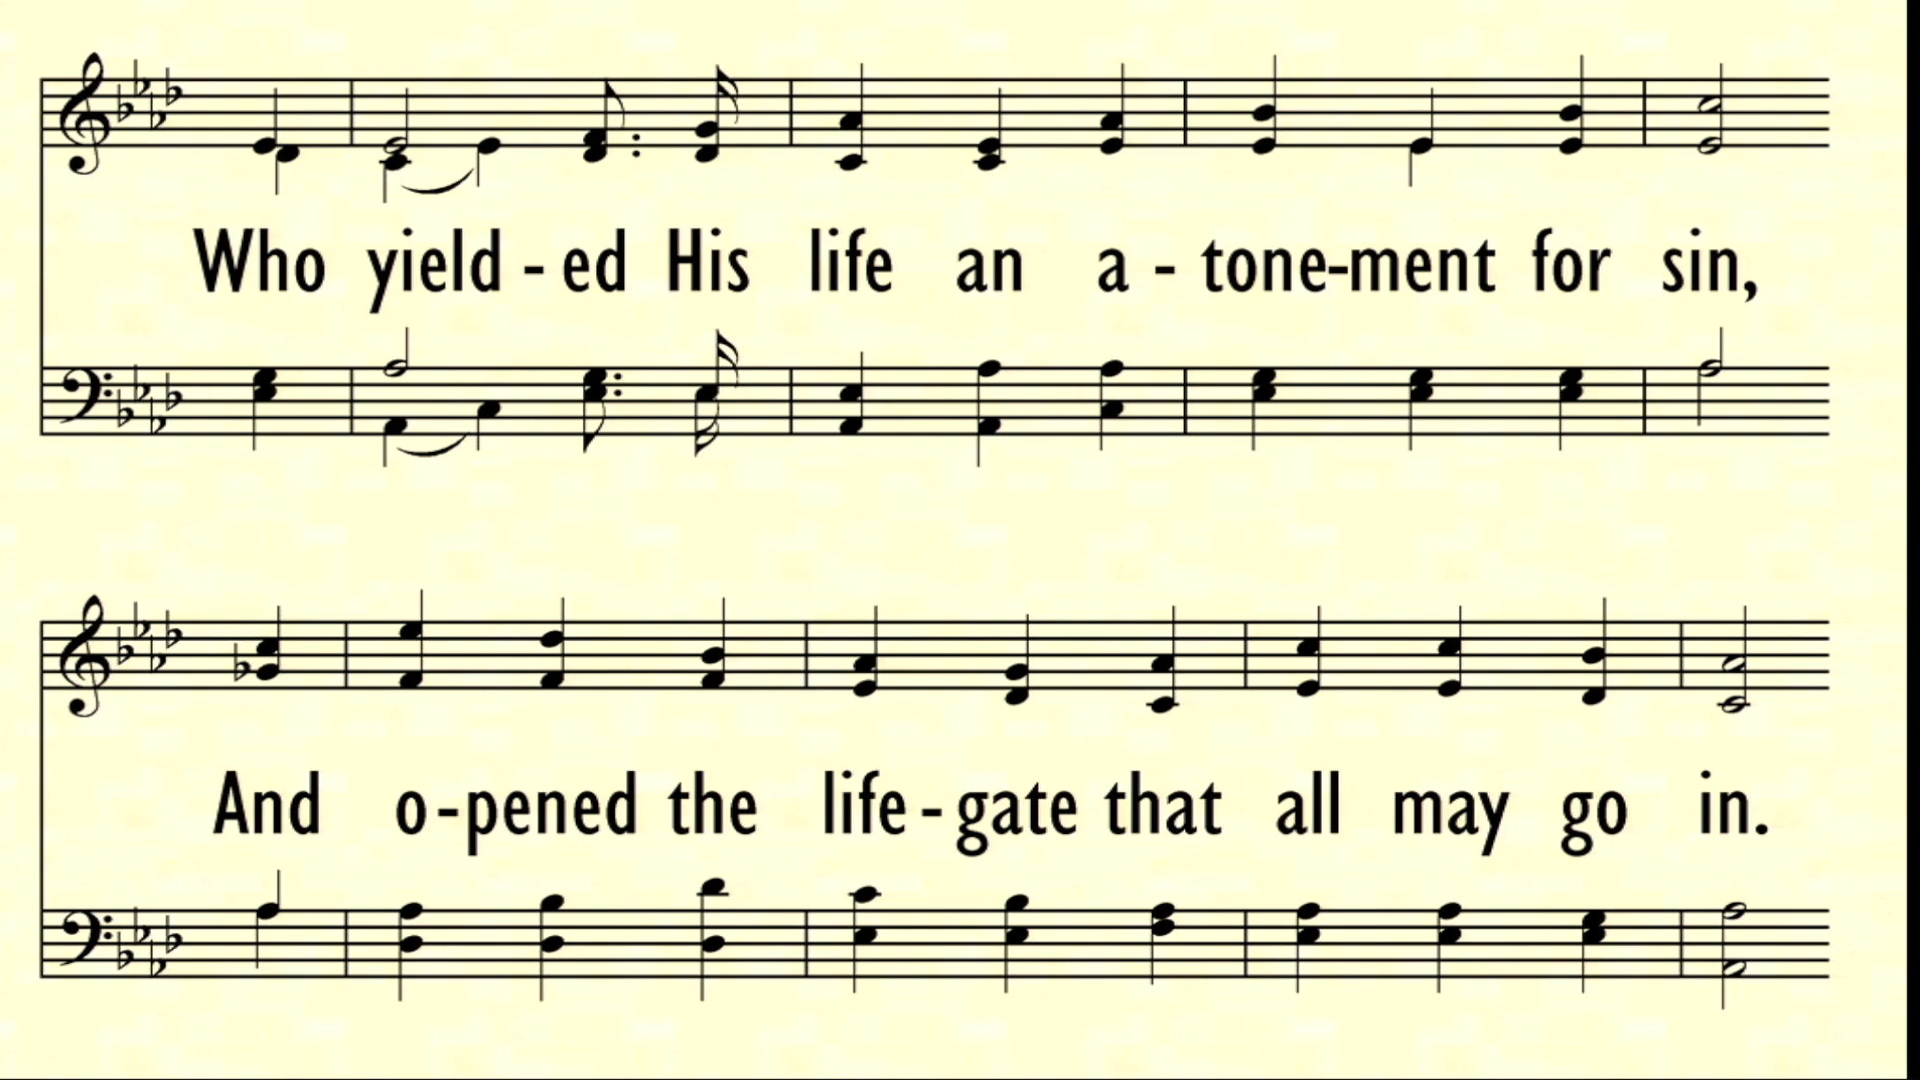 Who yield - ed His life an a - tone-ment for sin,
And o-pened the life - gate that all may go in.